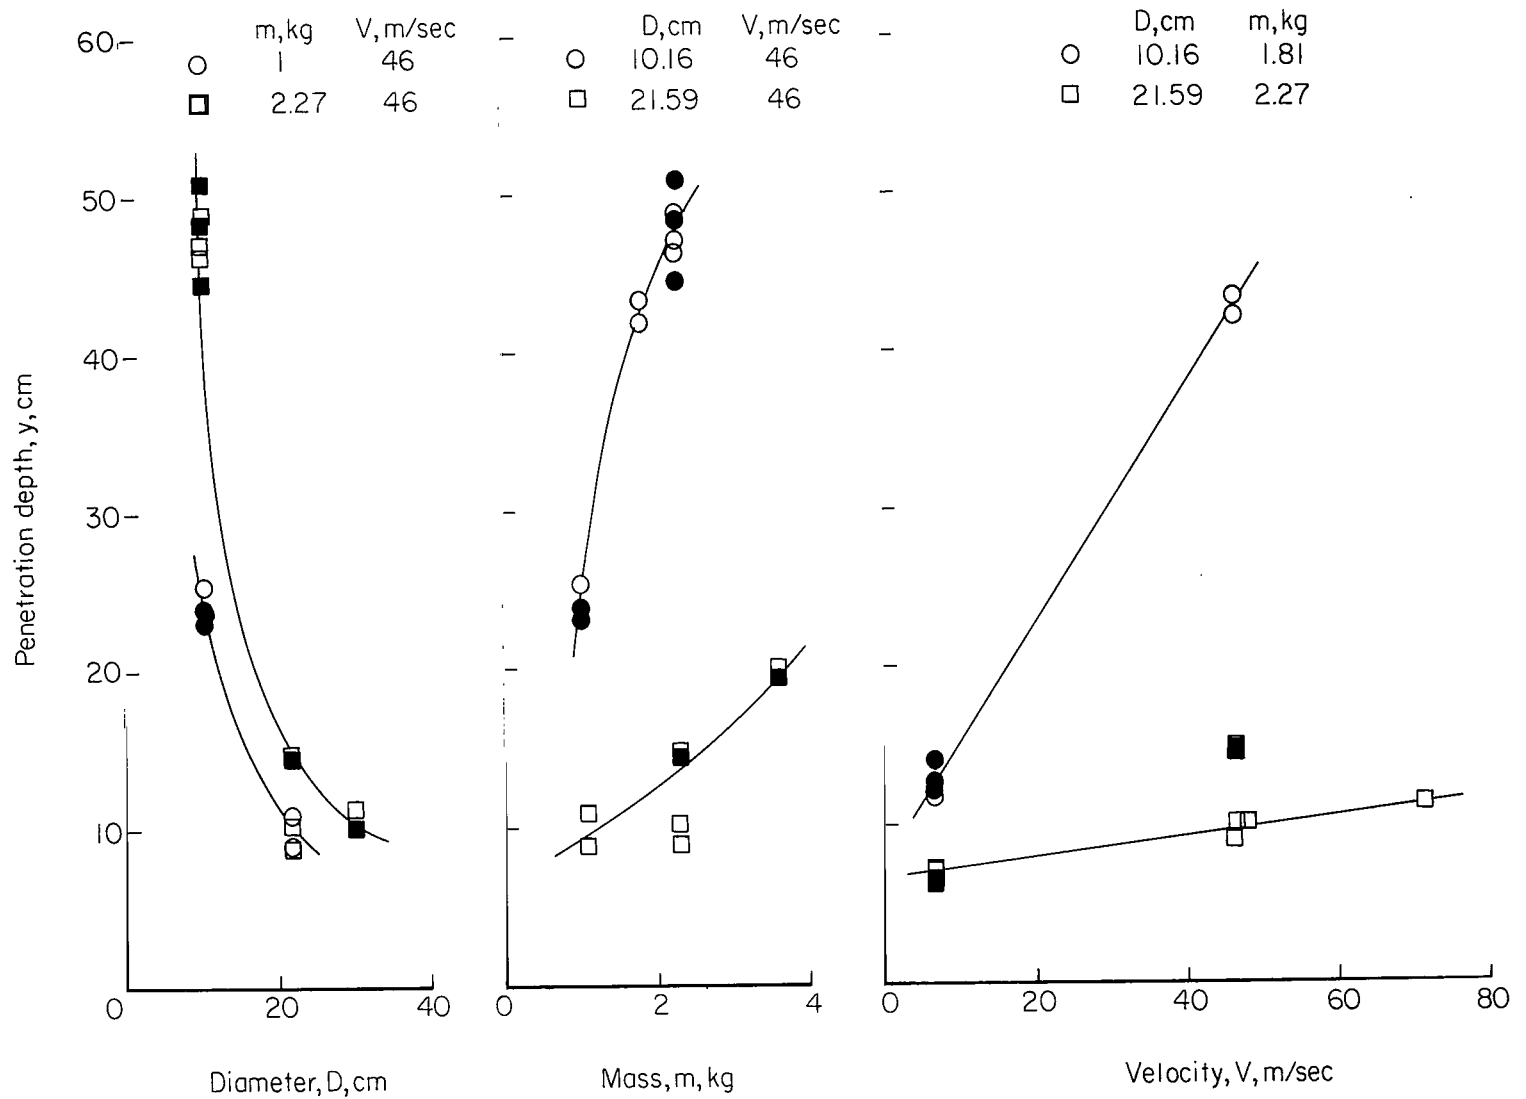 m,kg V,m/sec
1 46
2.27 46
D,cm V,m/sec
10.16 46
21.59 46
D,cm m,kg
10.16 1.81
21.59 2.27
60
50
40
30
20
10
Penetration depth, y, cm
0 20 40
0 2 4
0 20 40 60 80
Diameter, D, cm
Mass, m, kg
Velocity, V, m/sec